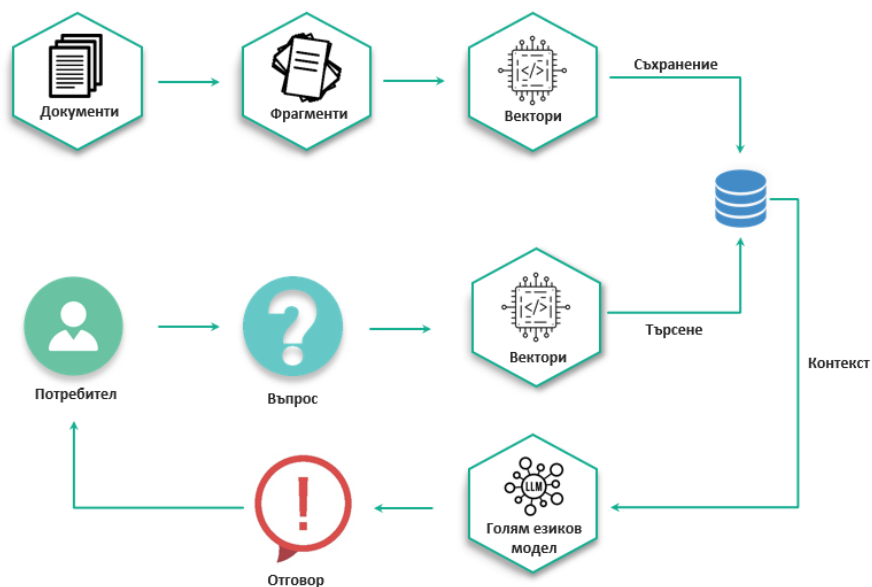 Документи
Фрагменти
</>
Вектори
Съхранение
Потребител
?
Въпрос
</>
Вектори
Търсене
Контекст
!
Отговор
LLM
Голям езиков
модел